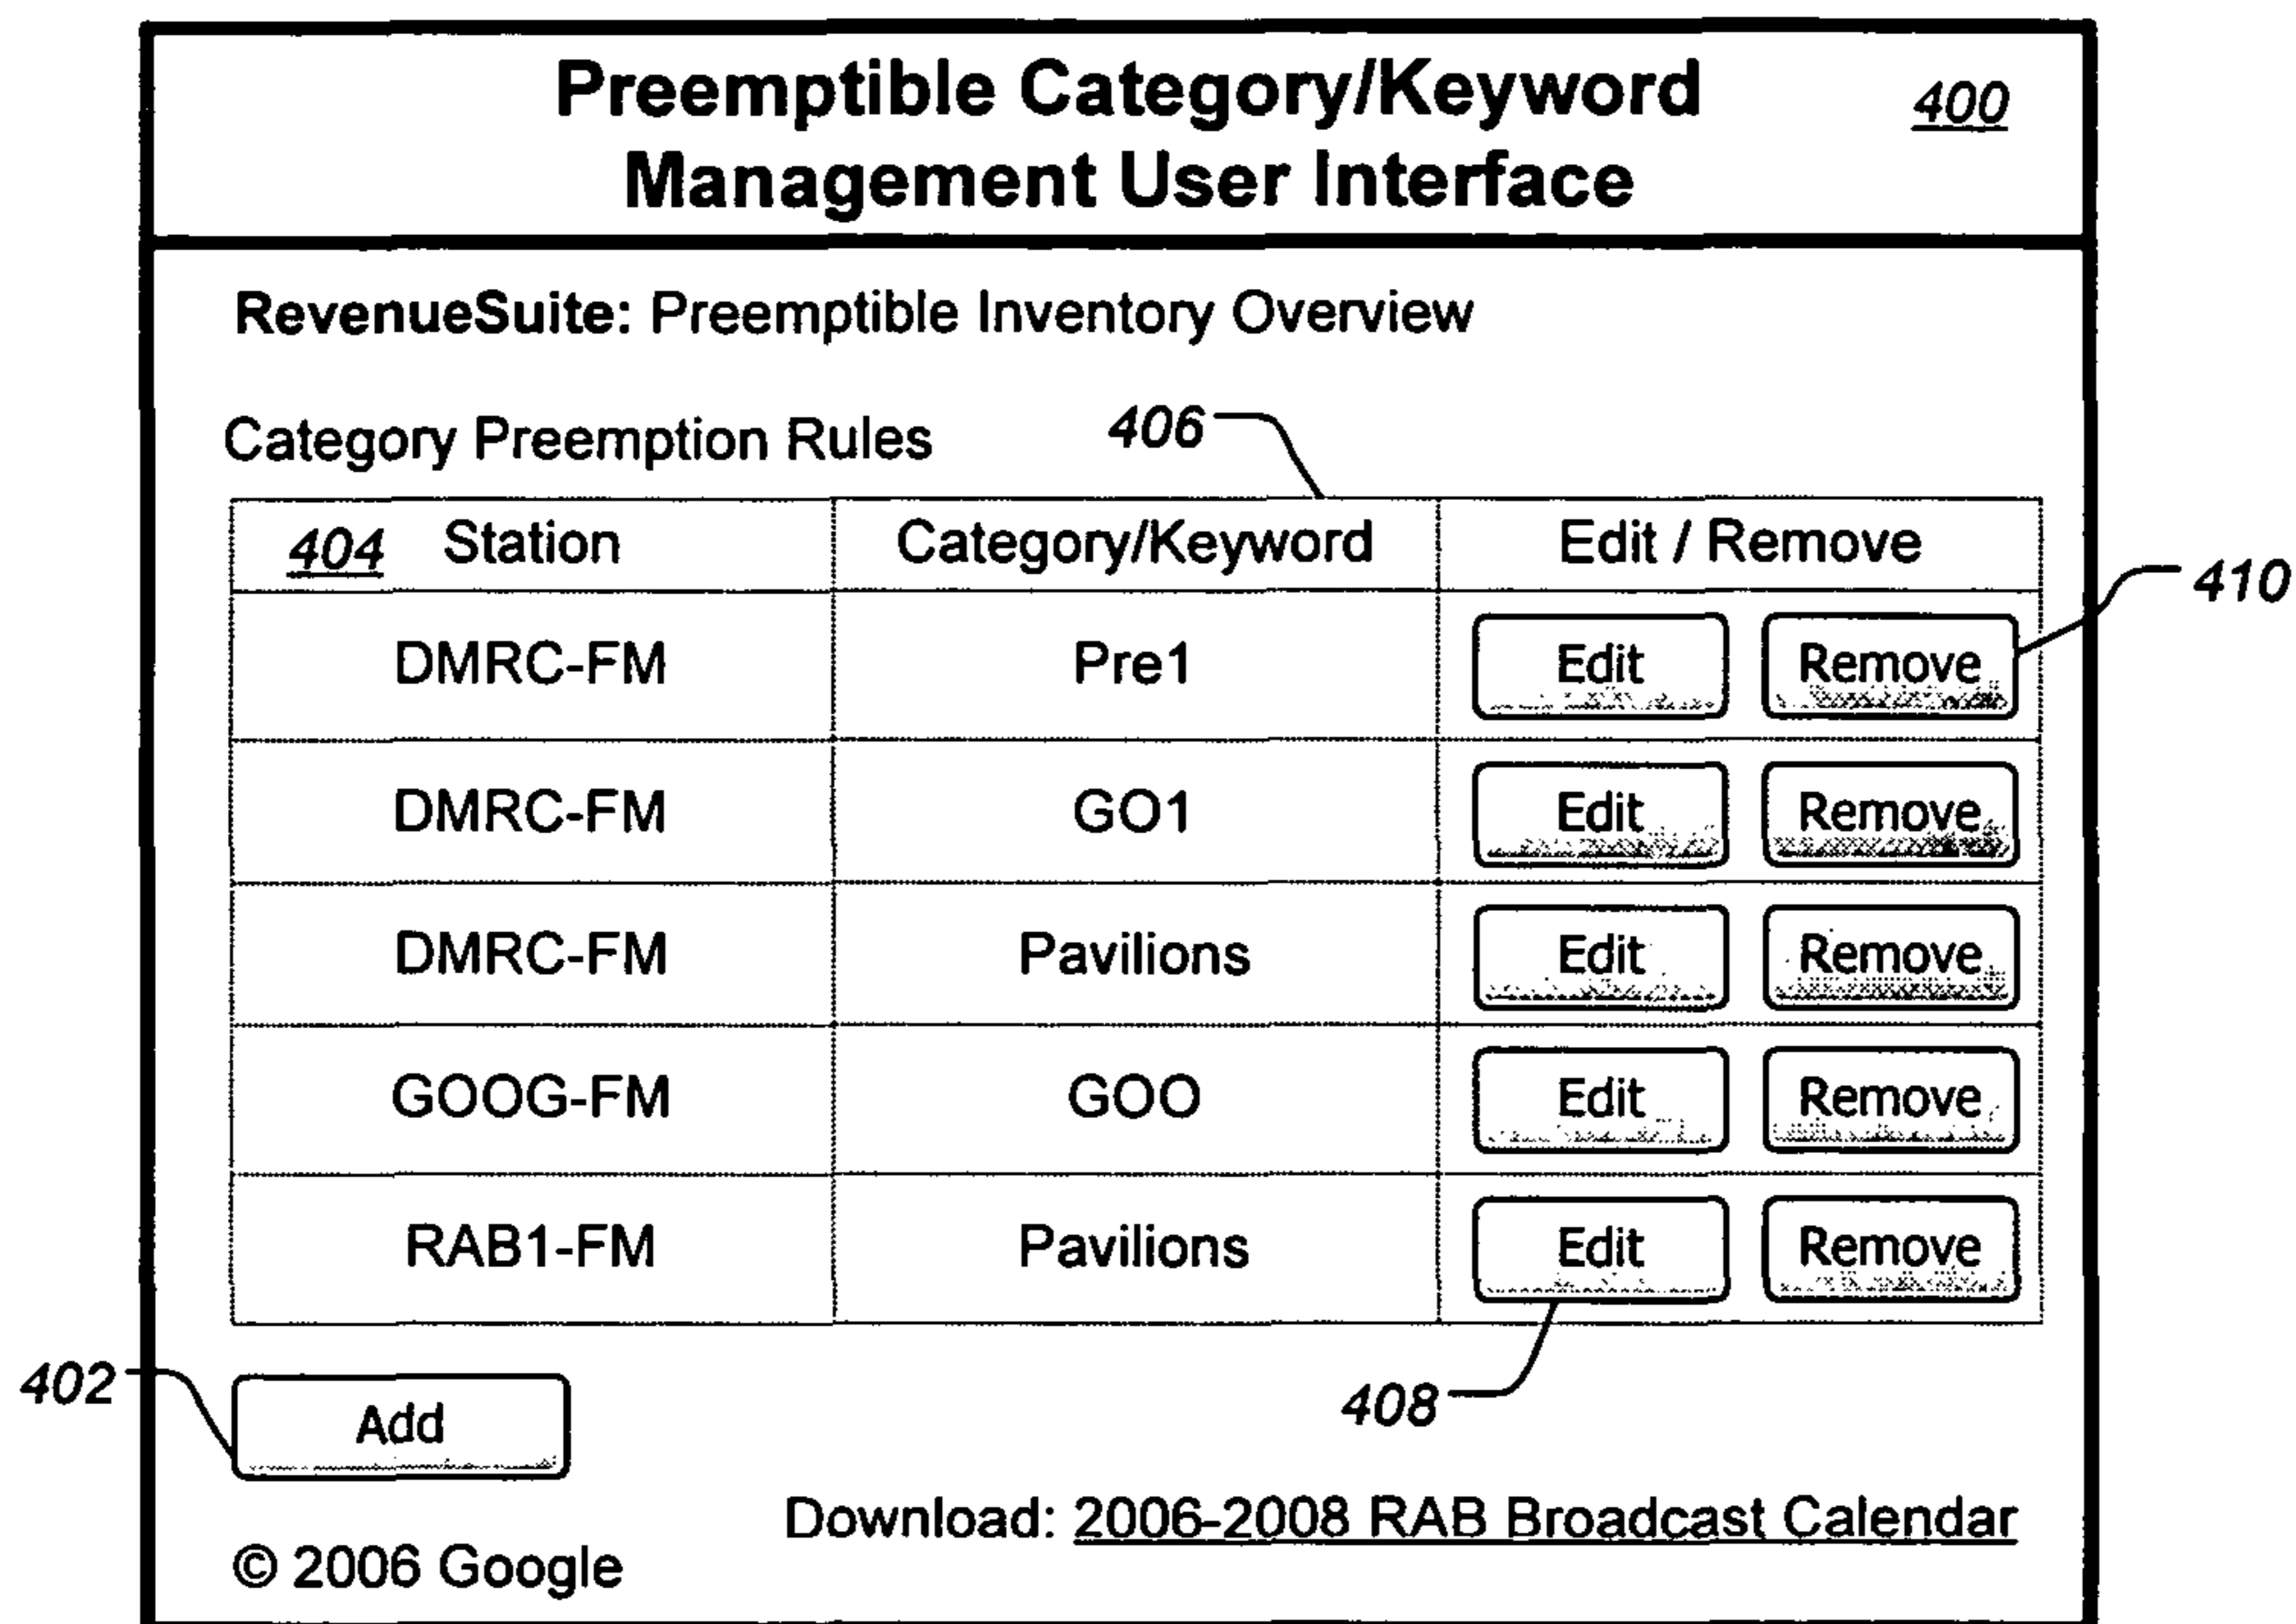 Preemptible Category/Keyword 400
Management User Interface
RevenueSuite: Preemptible Inventory Overview
Category Preemption Rules 406
404 Station Category/Keyword Edit / Remove
410
DMRC-FM Pre1 Edit Remove
DMRC-FM GO1 Edit Remove
DMRC-FM Pavilions Edit Remove
GOOG-FM GOO Edit Remove
RAB1-FM Pavilions Edit Remove
402 Add 408
Download: 2006-2008 RAB Broadcast Calendar
© 2006 Google